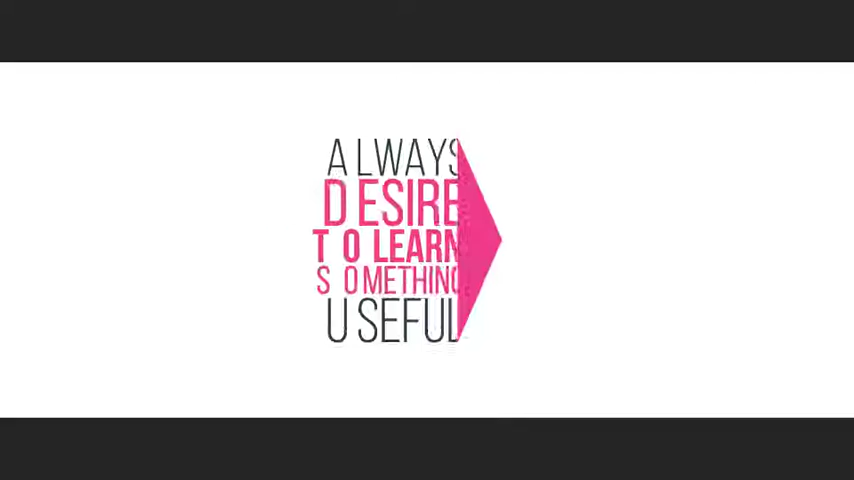 ALWAYS
DESIRE
TO LEARN
SOMETHING
USEFUL